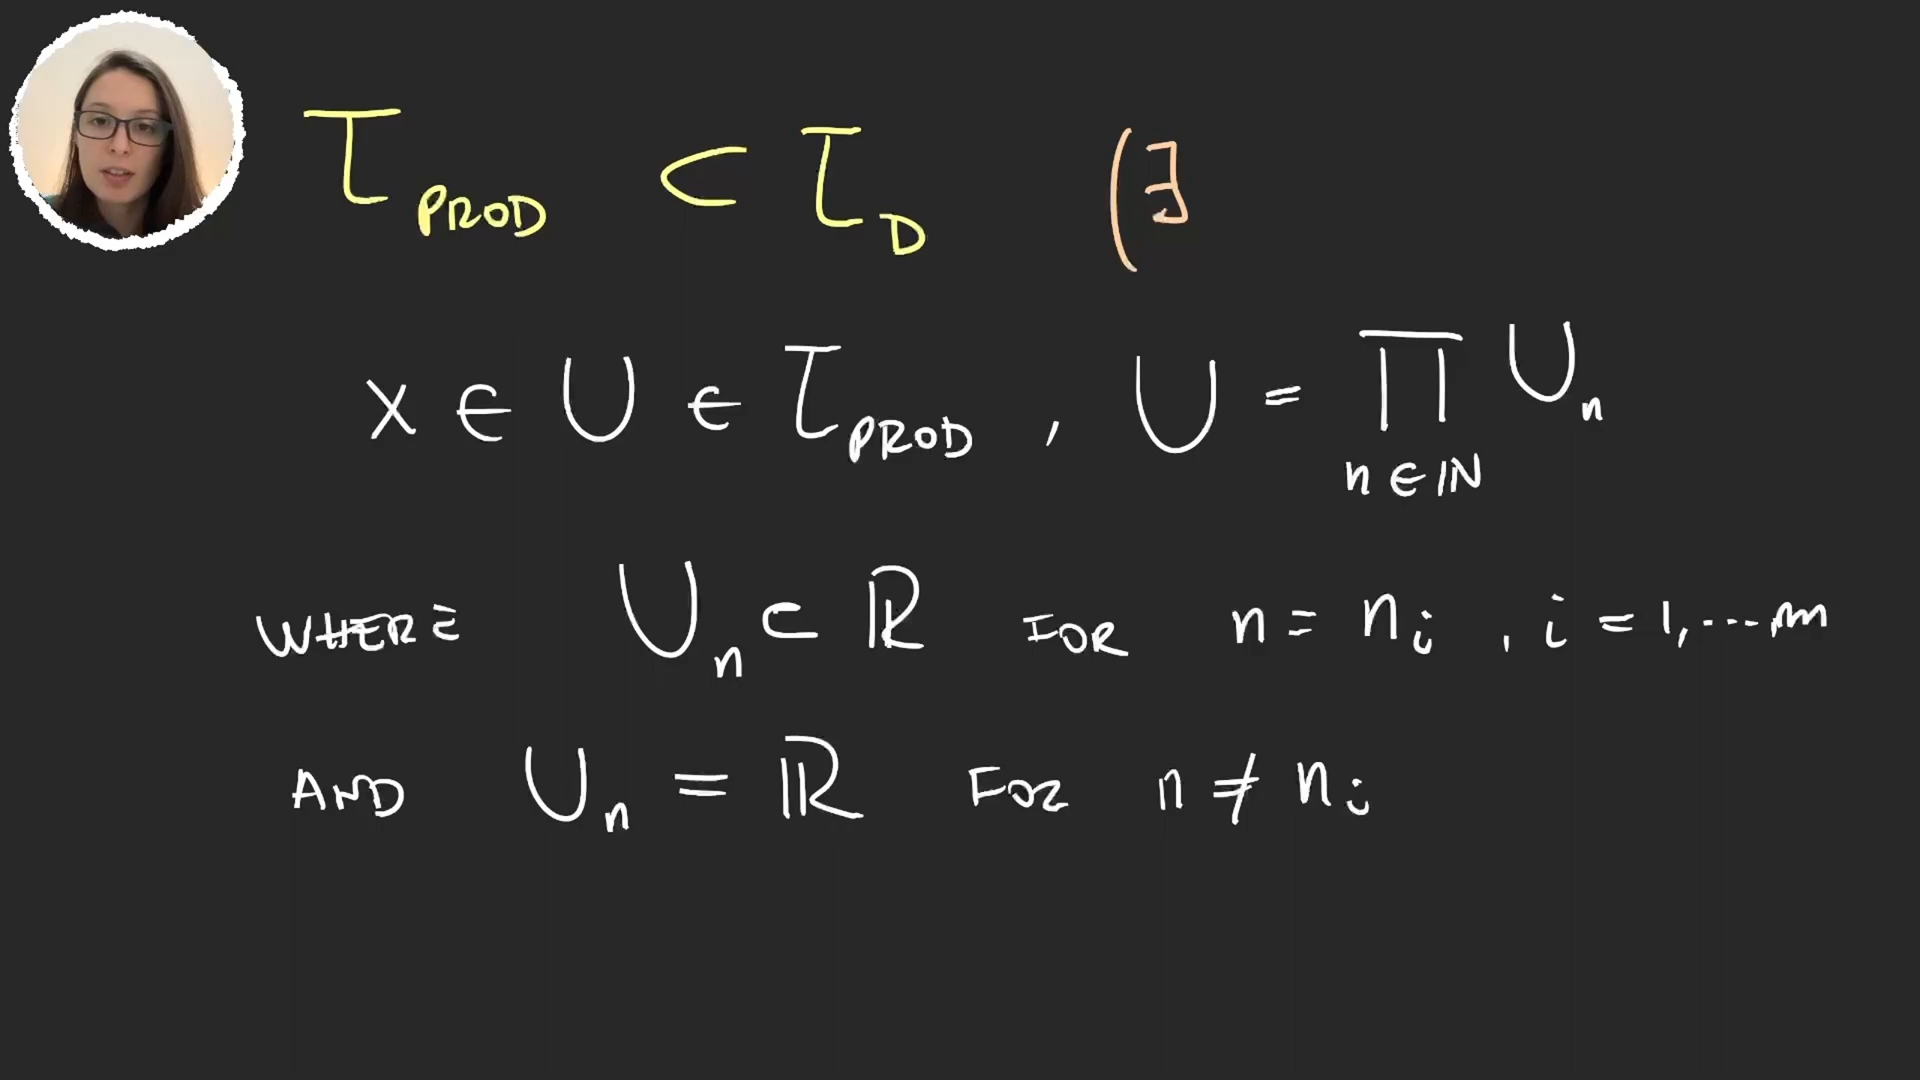 τ_PROD ⊂ τ_D (∃
x ∈ U ∈ τ_PROD , U = ∏_{n ∈ ℕ} U_n
WHERE U_n ⊂ ℝ FOR n = n_i , i = 1, ..., m
AND U_n = ℝ FOR n ≠ n_i